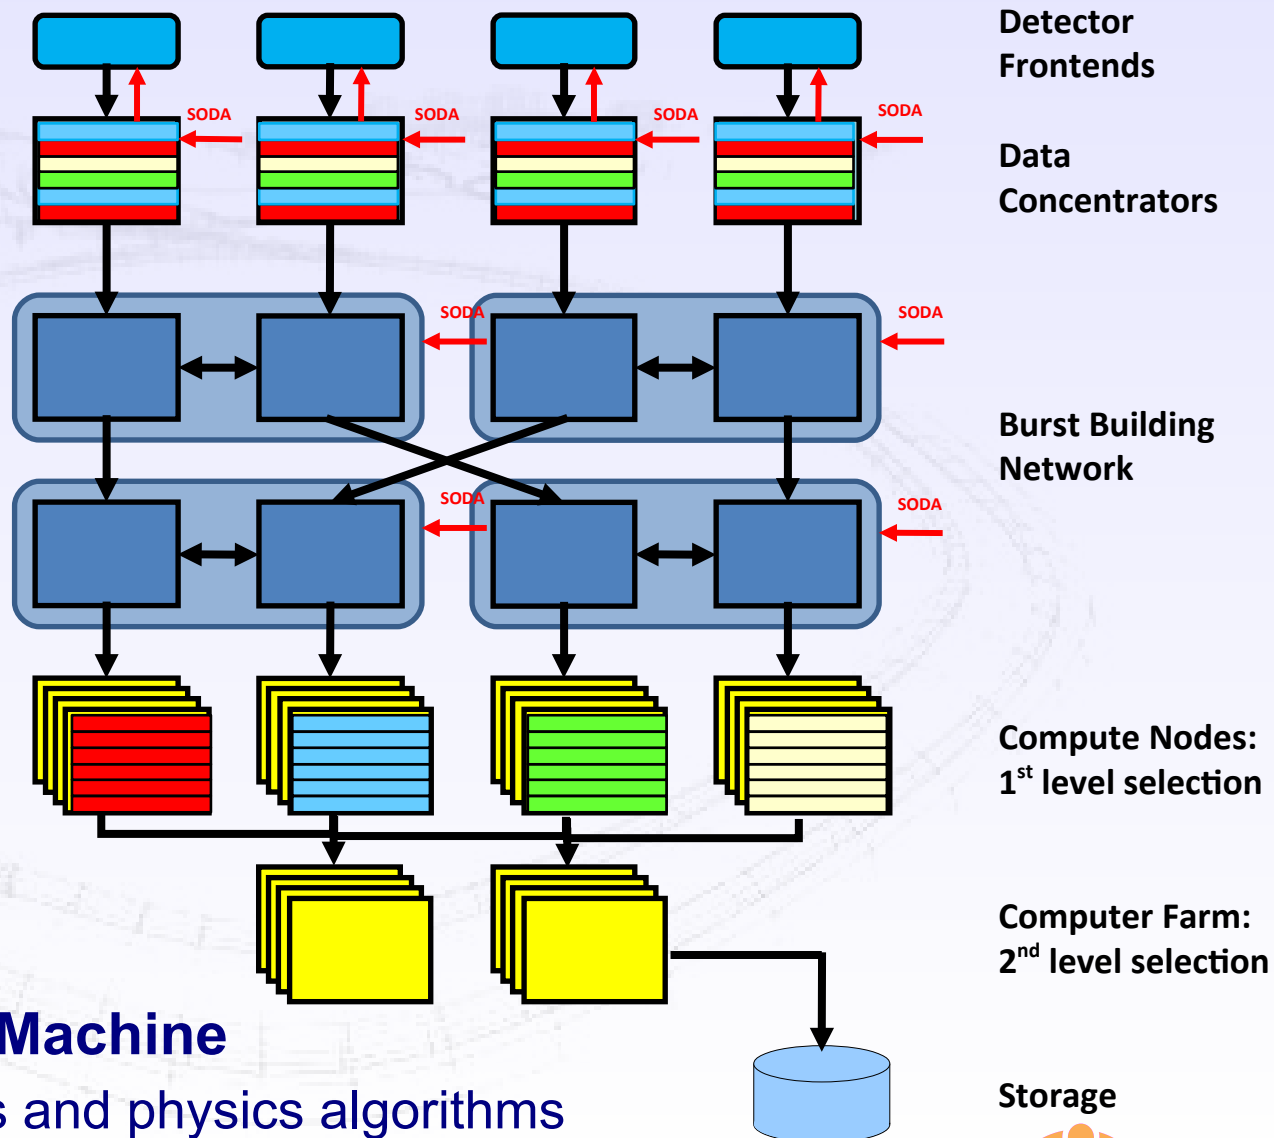 Detector
Frontends
SODA
SODA
SODA
SODA
Data
Concentrators
SODA
SODA
Burst Building
Network
SODA
SODA
Compute Nodes:
1st level selection
Computer Farm:
2nd level selection
Machine
and physics algorithms
Storage